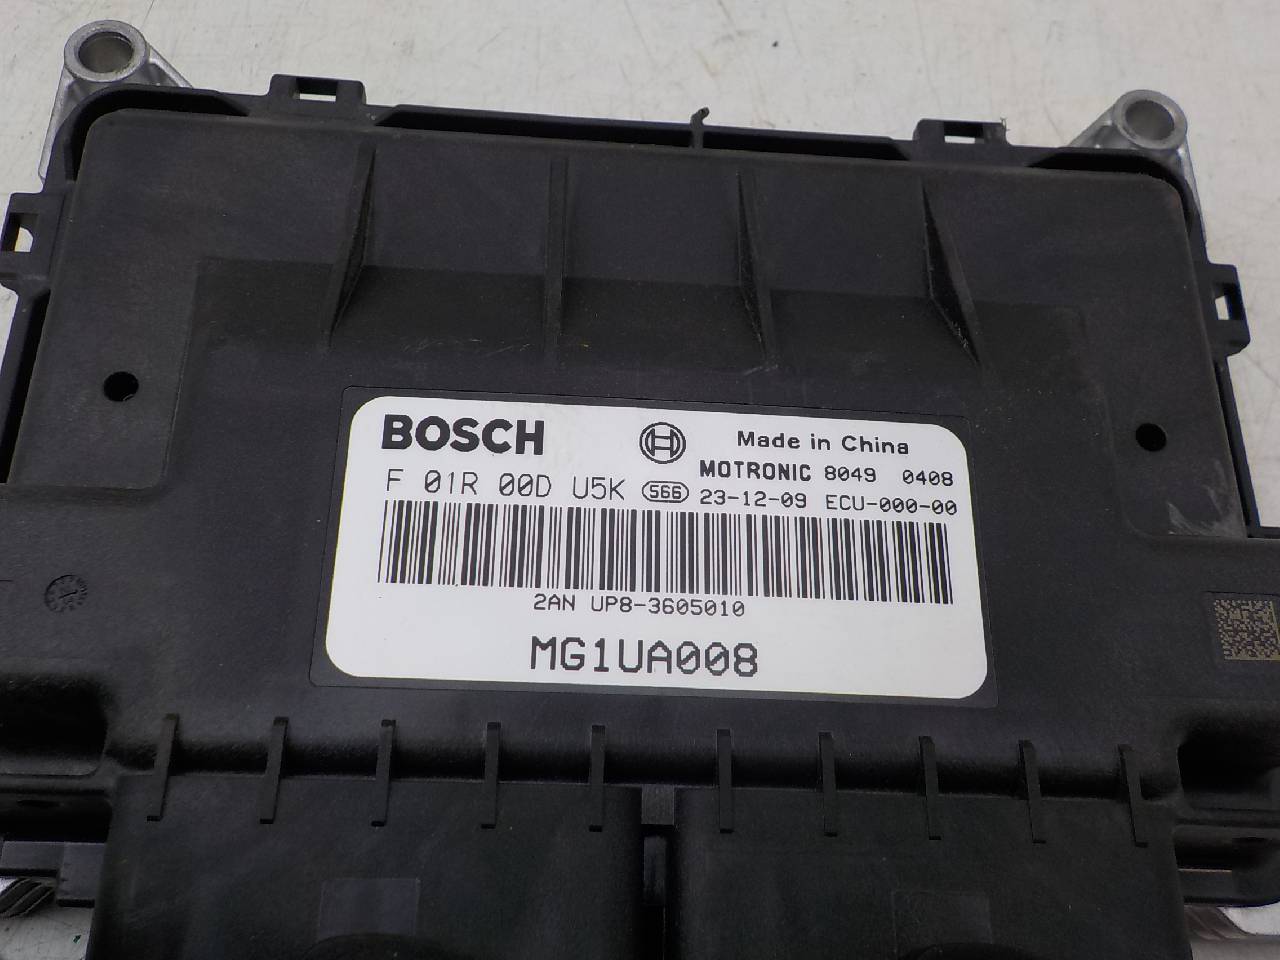 BOSCH
Made in China
MOTRONIC 8049 0408
F 01R 00D U5K 566 23-12-09 ECU-000-00
2AN UP8-3605010
MG1UA008